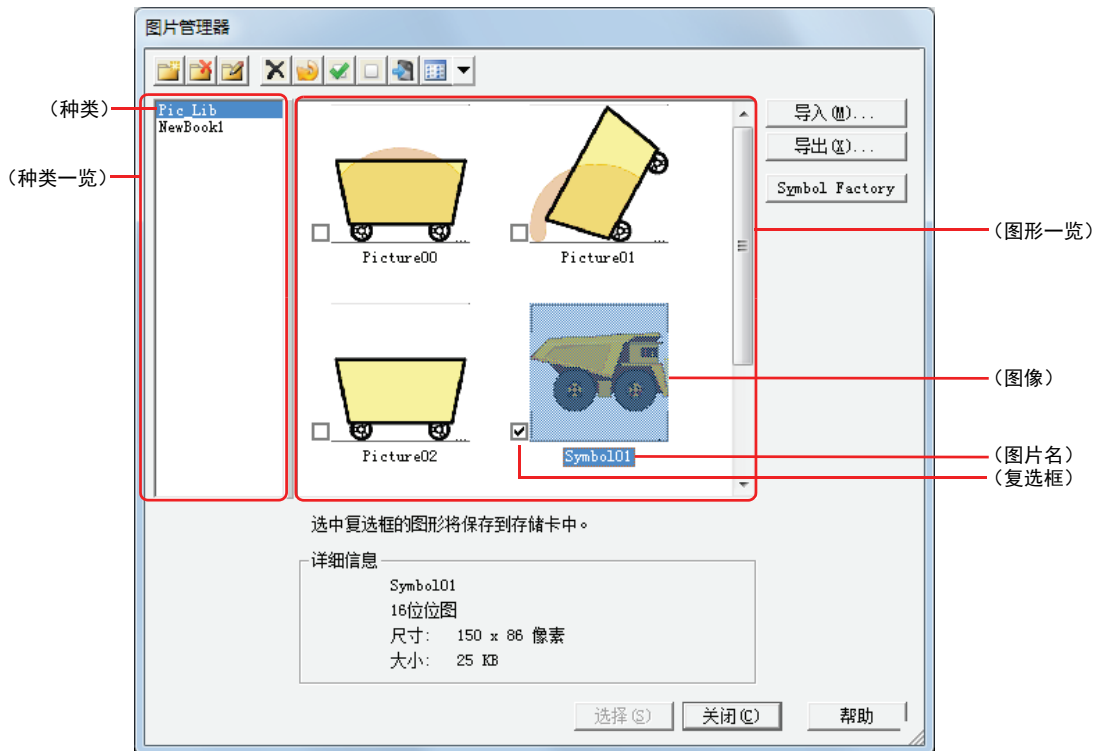 图片管理器
（种类）
Pic_Lib
NewBook1
（种类一览）
Picture00
...
Picture01
...
Picture02
...
Symbol01
导入(M)...
导出(X)...
Symbol Factory
（图形一览）
（图像）
（图片名）
（复选框）
选中复选框的图形将保存到存储卡中。
详细信息
Symbol01
16位位图
尺寸: 150 x 86 像素
大小: 25 KB
选择(S)
关闭(C)
帮助